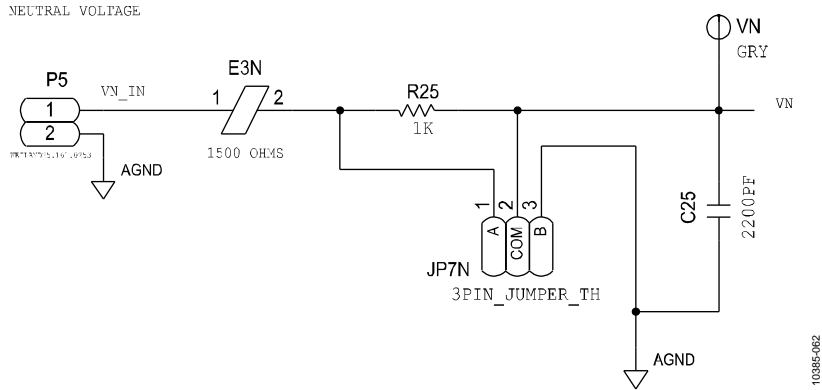 NEUTRAL VOLTAGE
VN
GRY
E3N
P5
VN_IN
1 2
R25
1
1K
VN
2
1500 OHMS
AGND
1 2 3
A COM B
C25
2200PF
JP7N
3PIN_JUMPER_TH
AGND
10385-062